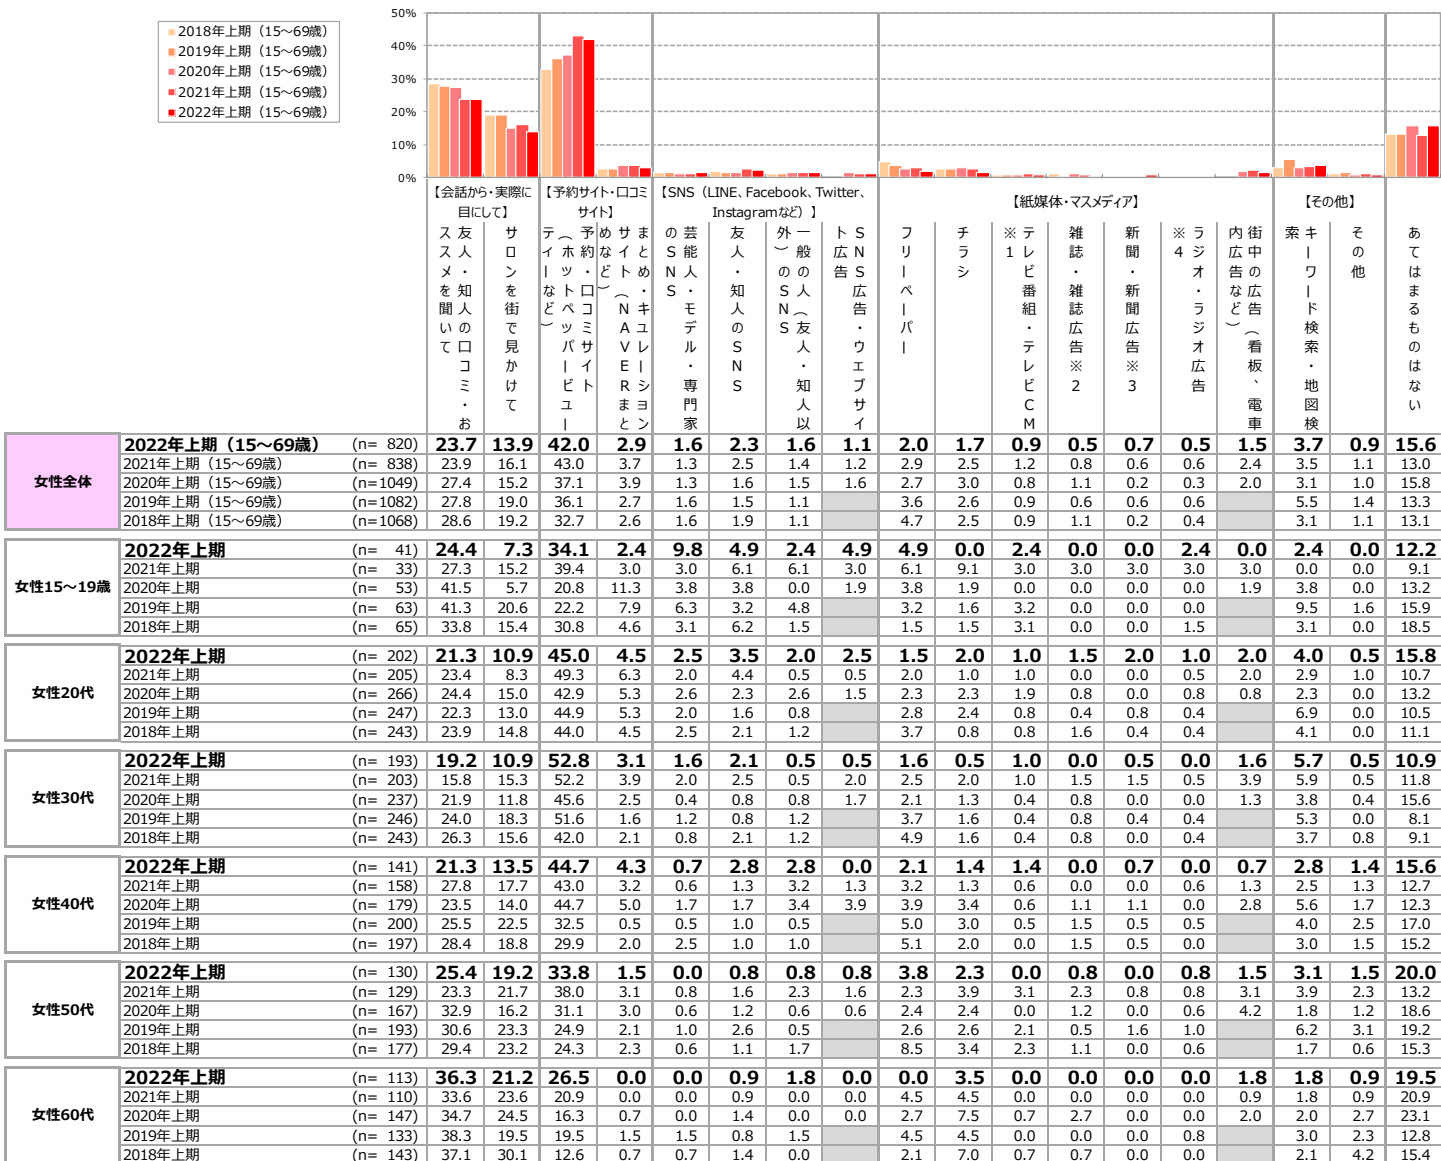 50%
40%
30%
20%
10%
0%
2018年上期（15～69歳）
2019年上期（15～69歳）
2020年上期（15～69歳）
2021年上期（15～69歳）
2022年上期（15～69歳）
【会話から・実際に目にして】
【予約サイト・口コミサイト】
【SNS（LINE、Facebook、Twitter、Instagramなど）】
【紙媒体・マスメディア】
【その他】
友人・知人の口コミ・おススメを聞いて
サロンを街で見かけて
予約・口コミサイト（ホットペッパービューティーなど）
まとめ・キュレーションサイト（NAVERまとめなど）
芸能人・モデル・専門家のSNS
友人・知人のSNS
一般の人（友人・知人以外）のSNS
SNS広告・ウェブサイト広告
フリーペーパー
チラシ
テレビ番組・テレビCM※1
雑誌・雑誌広告※2
新聞・新聞広告※3
ラジオ・ラジオ広告※4
街中の広告（看板、電車内広告など）
キーワード検索・地図検索
その他
あてはまるものはない
女性全体
2022年上期（15～69歳） (n= 820) 23.7 13.9 42.0 2.9 1.6 2.3 1.6 1.1 2.0 1.7 0.9 0.5 0.7 0.5 1.5 3.7 0.9 15.6
2021年上期（15～69歳） (n= 838) 23.9 16.1 43.0 3.7 1.3 2.5 1.4 1.2 2.9 2.5 1.2 0.8 0.6 0.6 2.4 3.5 1.1 13.0
2020年上期（15～69歳） (n=1049) 27.4 15.2 37.1 3.9 1.3 1.6 1.5 1.6 2.7 3.0 0.8 1.1 0.2 0.3 2.0 3.1 1.0 15.8
2019年上期（15～69歳） (n=1082) 27.8 19.0 36.1 2.7 1.6 1.5 1.1 3.6 2.6 0.9 0.6 0.6 0.6 5.5 1.4 13.3
2018年上期（15～69歳） (n=1068) 28.6 19.2 32.7 2.6 1.6 1.9 1.1 4.7 2.5 0.9 1.1 0.2 0.4 3.1 1.1 13.1
女性15～19歳
2022年上期 (n= 41) 24.4 7.3 34.1 2.4 9.8 4.9 2.4 4.9 4.9 0.0 2.4 0.0 0.0 2.4 0.0 2.4 0.0 12.2
2021年上期 (n= 33) 27.3 15.2 39.4 3.0 3.0 6.1 6.1 3.0 6.1 9.1 3.0 3.0 3.0 3.0 3.0 0.0 0.0 9.1
2020年上期 (n= 53) 41.5 5.7 20.8 11.3 3.8 3.8 0.0 1.9 3.8 1.9 0.0 0.0 0.0 0.0 1.9 3.8 0.0 13.2
2019年上期 (n= 63) 41.3 20.6 22.2 7.9 6.3 3.2 4.8 3.2 1.6 3.2 0.0 0.0 0.0 9.5 1.6 15.9
2018年上期 (n= 65) 33.8 15.4 30.8 4.6 3.1 6.2 1.5 1.5 1.5 3.1 0.0 0.0 1.5 3.1 0.0 18.5
女性20代
2022年上期 (n= 202) 21.3 10.9 45.0 4.5 2.5 3.5 2.0 2.5 1.5 2.0 1.0 1.5 2.0 1.0 2.0 4.0 0.5 15.8
2021年上期 (n= 205) 23.4 8.3 49.3 6.3 2.0 4.4 0.5 0.5 2.0 1.0 1.0 0.0 0.0 0.5 2.0 2.9 1.0 10.7
2020年上期 (n= 266) 24.4 15.0 42.9 5.3 2.6 2.3 2.6 1.5 2.3 2.3 1.9 0.8 0.0 0.8 0.8 2.3 0.0 13.2
2019年上期 (n= 247) 22.3 13.0 44.9 5.3 2.0 1.6 0.8 2.8 2.4 0.8 0.4 0.8 0.4 6.9 0.0 10.5
2018年上期 (n= 243) 23.9 14.8 44.0 4.5 2.5 2.1 1.2 3.7 0.8 0.8 1.6 0.4 0.4 4.1 0.0 11.1
女性30代
2022年上期 (n= 193) 19.2 10.9 52.8 3.1 1.6 2.1 0.5 0.5 1.6 0.5 1.0 0.0 0.5 0.0 1.6 5.7 0.5 10.9
2021年上期 (n= 203) 15.8 15.3 52.2 3.9 2.0 2.5 0.5 2.0 2.5 2.0 1.0 1.5 1.5 0.5 3.9 5.9 0.5 11.8
2020年上期 (n= 237) 21.9 11.8 45.6 2.5 0.4 0.8 0.8 1.7 2.1 1.3 0.4 0.8 0.0 0.0 1.3 3.8 0.4 15.6
2019年上期 (n= 246) 24.0 18.3 51.6 1.6 1.2 0.8 1.2 3.7 1.6 0.4 0.8 0.4 0.4 5.3 0.0 8.1
2018年上期 (n= 243) 26.3 15.6 42.0 2.1 0.8 2.1 1.2 4.9 1.6 0.4 0.8 0.0 0.4 3.7 0.8 9.1
女性40代
2022年上期 (n= 141) 21.3 13.5 44.7 4.3 0.7 2.8 2.8 0.0 2.1 1.4 1.4 0.0 0.7 0.0 0.7 2.8 1.4 15.6
2021年上期 (n= 158) 27.8 17.7 43.0 3.2 0.6 1.3 3.2 1.3 3.2 1.3 0.6 0.0 0.0 0.6 1.3 2.5 1.3 12.7
2020年上期 (n= 179) 23.5 14.0 44.7 5.0 1.7 1.7 3.4 3.9 3.9 3.4 0.6 1.1 1.1 0.0 2.8 5.6 1.7 12.3
2019年上期 (n= 200) 25.5 22.5 32.5 0.5 0.5 1.0 0.5 5.0 3.0 0.5 1.5 0.5 0.5 4.0 2.5 17.0
2018年上期 (n= 197) 28.4 18.8 29.9 2.0 2.5 1.0 1.0 5.1 2.0 0.0 1.5 0.0 0.0 3.0 1.5 15.2
女性50代
2022年上期 (n= 130) 25.4 19.2 33.8 1.5 0.0 0.8 0.8 0.8 3.8 2.3 0.0 0.8 0.0 0.8 1.5 3.1 1.5 20.0
2021年上期 (n= 129) 23.3 21.7 38.0 3.1 0.8 1.6 2.3 1.6 2.3 3.9 3.1 2.3 0.8 0.8 3.1 3.9 2.3 13.2
2020年上期 (n= 167) 32.9 16.2 31.1 3.0 0.6 1.2 0.6 0.6 2.4 2.4 0.0 1.2 0.0 0.6 4.2 1.8 1.2 18.6
2019年上期 (n= 193) 30.6 23.3 24.9 2.1 1.0 2.6 0.5 2.6 2.6 2.1 0.5 1.6 1.0 6.2 3.1 19.2
2018年上期 (n= 177) 29.4 23.2 24.3 2.3 0.6 1.1 1.7 8.5 3.4 2.3 1.1 0.0 0.6 1.7 0.6 15.3
女性60代
2022年上期 (n= 113) 36.3 21.2 26.5 0.0 0.0 0.9 1.8 0.0 0.0 3.5 0.0 0.0 0.0 0.0 1.8 1.8 0.9 19.5
2021年上期 (n= 110) 33.6 23.6 20.9 0.0 0.0 0.9 0.0 0.0 4.5 4.5 0.0 0.0 0.0 0.0 0.9 1.8 0.9 20.9
2020年上期 (n= 147) 34.7 24.5 16.3 0.7 0.0 1.4 0.0 0.0 2.7 7.5 0.7 2.7 0.0 0.0 2.0 2.0 2.7 23.1
2019年上期 (n= 133) 38.3 19.5 19.5 1.5 1.5 0.8 1.5 4.5 4.5 0.0 0.0 0.0 0.8 3.0 2.3 12.8
2018年上期 (n= 143) 37.1 30.1 12.6 0.7 0.7 1.4 0.0 2.1 7.0 0.7 0.7 0.0 0.0 2.1 4.2 15.4